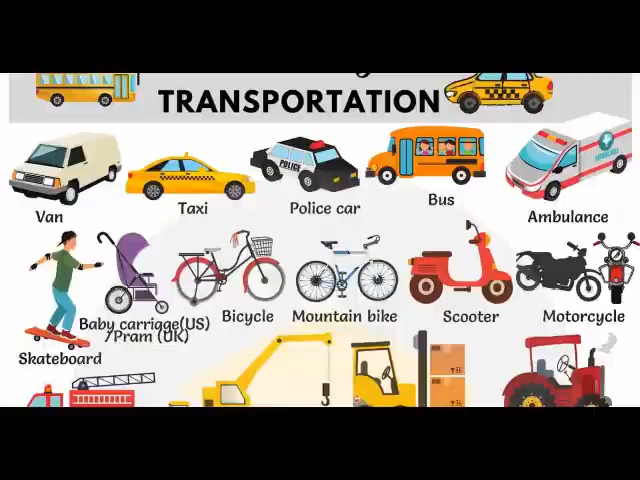 TRANSPORTATION
Van
Taxi
POLICE
Police car
Bus
AMBULANCE
Ambulance
Skateboard
Baby carriage(US)
/Pram (UK)
Bicycle
Mountain bike
Scooter
Motorcycle